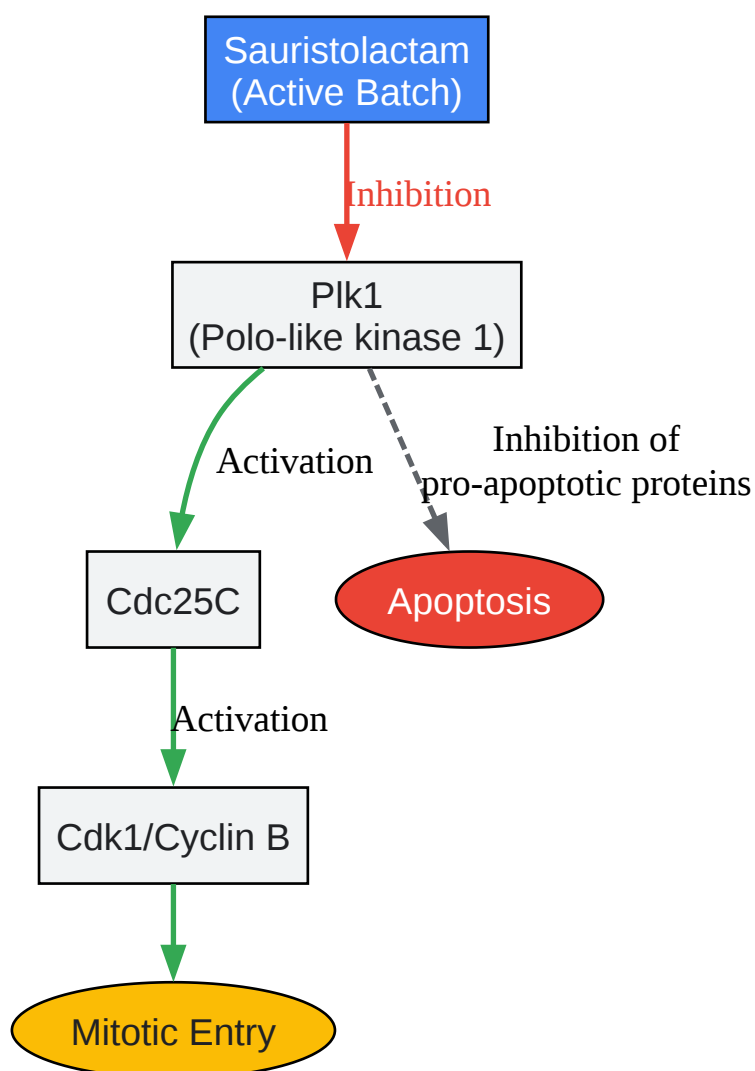 Sauristolactam
(Active Batch)
Inhibition
Plk1
(Polo-like kinase 1)
Activation
Inhibition of
pro-apoptotic proteins
Cdc25C
Apoptosis
Activation
Cdk1/Cyclin B
Mitotic Entry